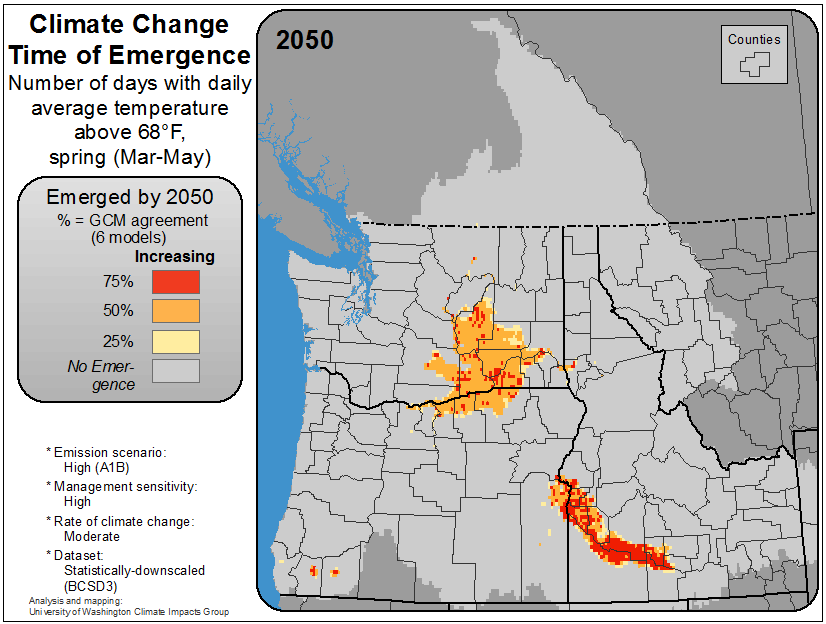 Climate Change
Time of Emergence
Number of days with daily
average temperature
above 68°F,
spring (Mar-May)
Emerged by 2050
% = GCM agreement
(6 models)
Increasing
75%
50%
25%
No Emer-
gence
* Emission scenario:
High (A1B)
* Management sensitivity:
High
* Rate of climate change:
Moderate
* Dataset:
Statistically-downscaled
(BCSD3)
Analysis and mapping:
University of Washington Climate Impacts Group
2050
Counties